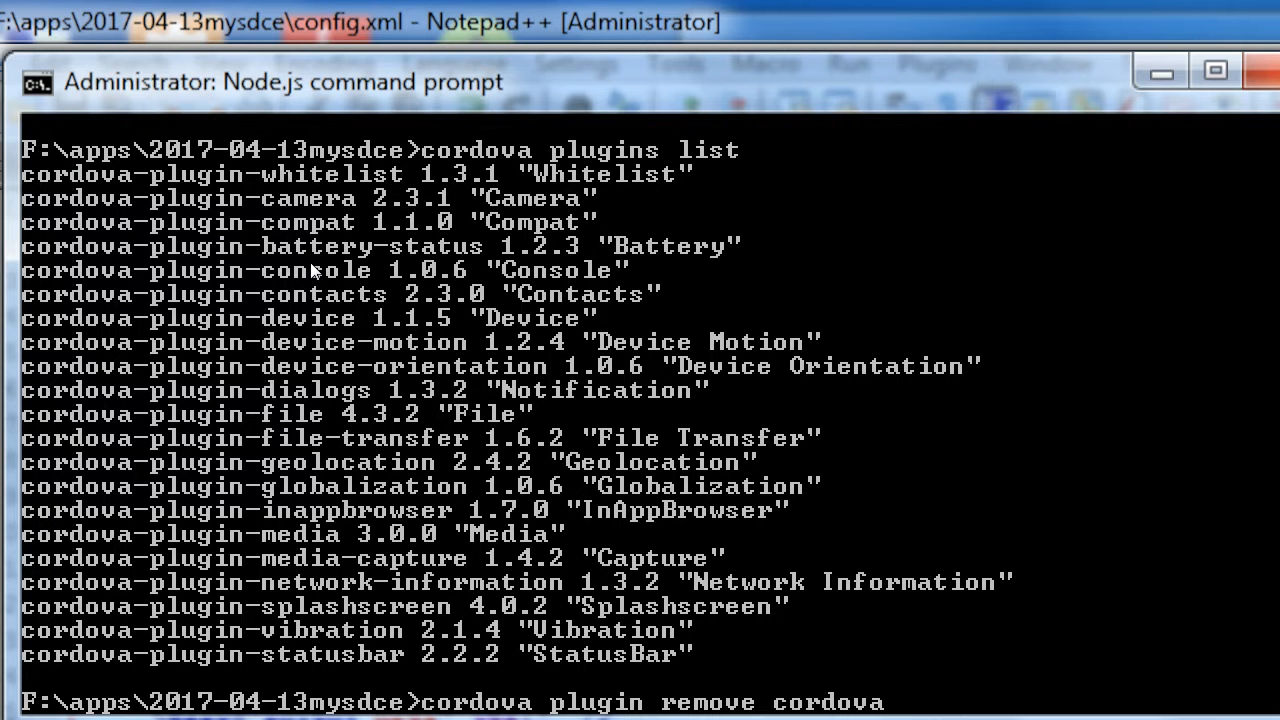 F:\apps\2017-04-13mysdce\config.xml - Notepad++ [Administrator]
Administrator: Node.js command prompt
Settings Tools Macro Run Plugins Window
F:\apps\2017-04-13mysdce>cordova plugins list
cordova-plugin-whitelist 1.3.1 "Whitelist"
cordova-plugin-camera 2.3.1 "Camera"
cordova-plugin-compat 1.1.0 "Compat"
cordova-plugin-battery-status 1.2.3 "Battery"
cordova-plugin-console 1.0.6 "Console"
cordova-plugin-contacts 2.3.0 "Contacts"
cordova-plugin-device 1.1.5 "Device"
cordova-plugin-device-motion 1.2.4 "Device Motion"
cordova-plugin-device-orientation 1.0.6 "Device Orientation"
cordova-plugin-dialogs 1.3.2 "Notification"
cordova-plugin-file 4.3.2 "File"
cordova-plugin-file-transfer 1.6.2 "File Transfer"
cordova-plugin-geolocation 2.4.2 "Geolocation"
cordova-plugin-globalization 1.0.6 "Globalization"
cordova-plugin-inappbrowser 1.7.0 "InAppBrowser"
cordova-plugin-media 3.0.0 "Media"
cordova-plugin-media-capture 1.4.2 "Capture"
cordova-plugin-network-information 1.3.2 "Network Information"
cordova-plugin-splashscreen 4.0.2 "Splashscreen"
cordova-plugin-vibration 2.1.4 "Vibration"
cordova-plugin-statusbar 2.2.2 "StatusBar"
F:\apps\2017-04-13mysdce>cordova plugin remove cordova